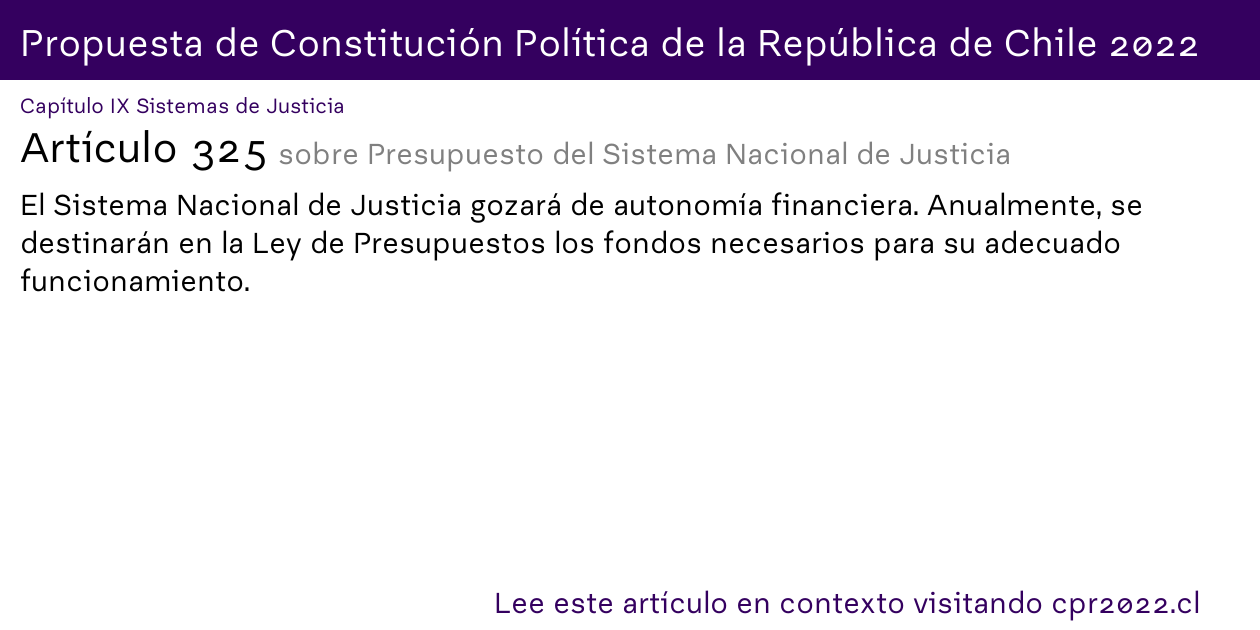 Propuesta de Constitución Política de la República de Chile 2022
Capítulo IX Sistemas de Justicia
Artículo 325 sobre Presupuesto del Sistema Nacional de Justicia
El Sistema Nacional de Justicia gozará de autonomía financiera. Anualmente, se
destinarán en la Ley de Presupuestos los fondos necesarios para su adecuado
funcionamiento.
Lee este artículo en contexto visitando cpr2022.cl